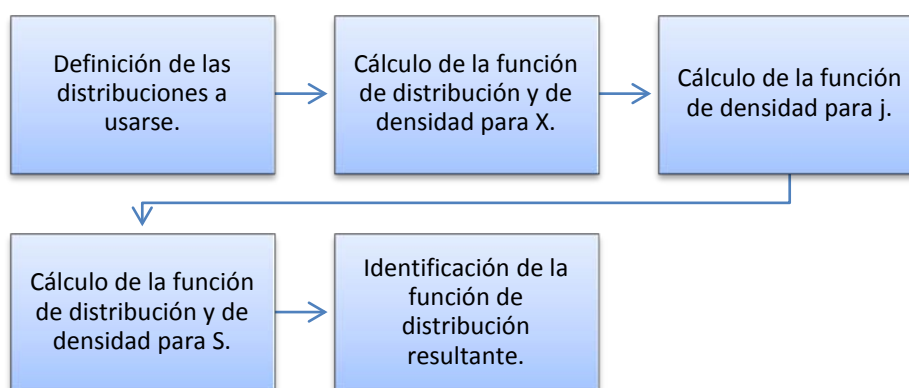 Definición de las
distribuciones a
usarse.
Cálculo de la función
de distribución y de
densidad para X.
Cálculo de la función
de densidad para j.
Cálculo de la función
de distribución y de
densidad para S.
Identificación de la
función de
distribución
resultante.